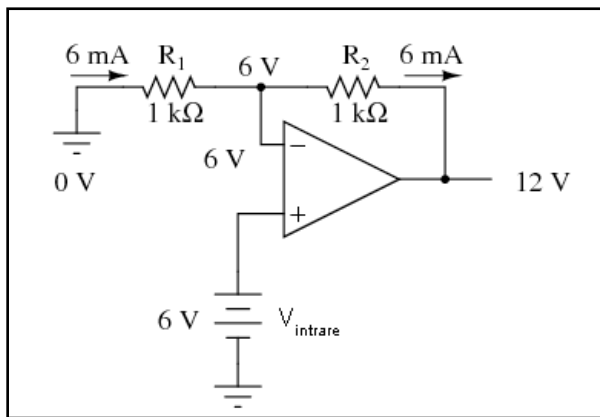 6 mA R₁ 6 V R₂ 6 mA
1 kΩ 1 kΩ
6 V −
0 V 12 V
+
6 V Vintrare